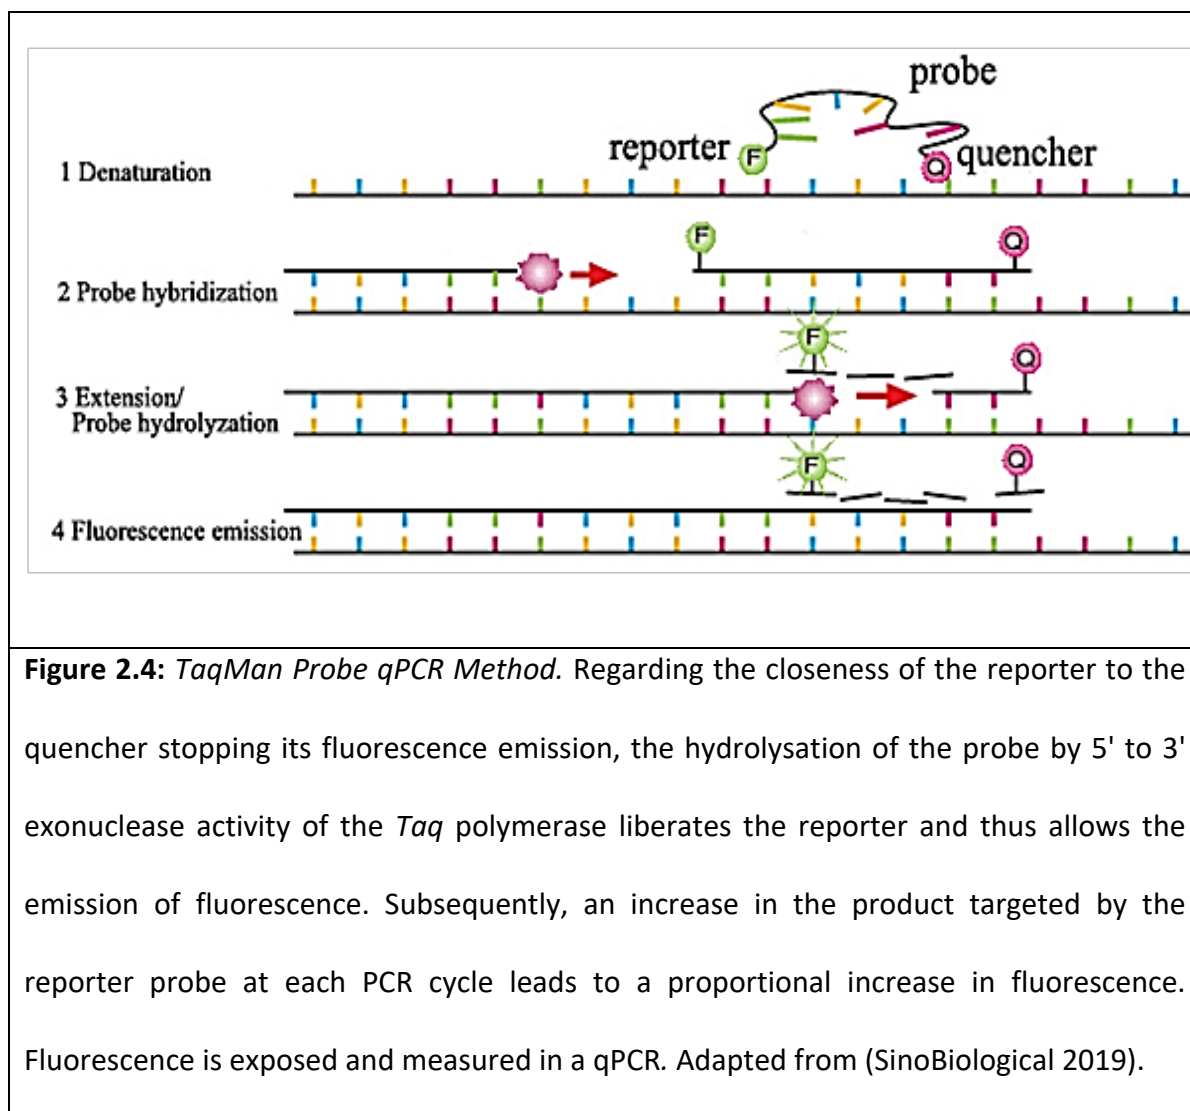 probe
reporter F Q quencher
1 Denaturation
F Q
2 Probe hybridization
F
Q
3 Extension/
Probe hydrolyzation
F Q
4 Fluorescence emission
Figure 2.4: TaqMan Probe qPCR Method. Regarding the closeness of the reporter to the
quencher stopping its fluorescence emission, the hydrolysation of the probe by 5' to 3'
exonuclease activity of the Taq polymerase liberates the reporter and thus allows the
emission of fluorescence. Subsequently, an increase in the product targeted by the
reporter probe at each PCR cycle leads to a proportional increase in fluorescence.
Fluorescence is exposed and measured in a qPCR. Adapted from (SinoBiological 2019).